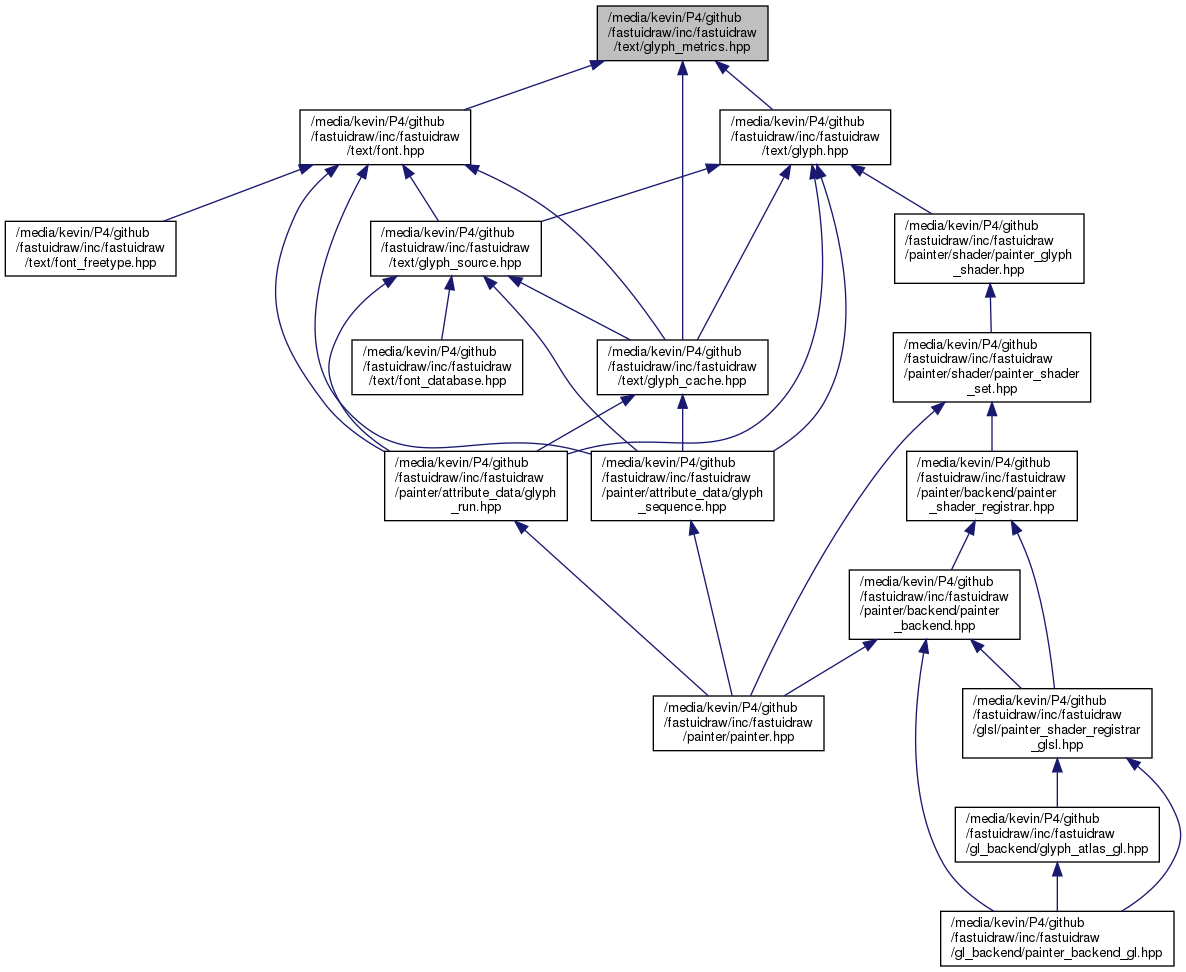 /media/kevin/P4/github
/fastuidraw/inc/fastuidraw
/text/glyph_metrics.hpp
/media/kevin/P4/github
/fastuidraw/inc/fastuidraw
/text/font.hpp
/media/kevin/P4/github
/fastuidraw/inc/fastuidraw
/text/glyph.hpp
/media/kevin/P4/github
/fastuidraw/inc/fastuidraw
/text/font_freetype.hpp
/media/kevin/P4/github
/fastuidraw/inc/fastuidraw
/text/glyph_source.hpp
/media/kevin/P4/github
/fastuidraw/inc/fastuidraw
/painter/shader/painter_glyph
_shader.hpp
/media/kevin/P4/github
/fastuidraw/inc/fastuidraw
/text/font_database.hpp
/media/kevin/P4/github
/fastuidraw/inc/fastuidraw
/text/glyph_cache.hpp
/media/kevin/P4/github
/fastuidraw/inc/fastuidraw
/painter/shader/painter_shader
_set.hpp
/media/kevin/P4/github
/fastuidraw/inc/fastuidraw
/painter/attribute_data/glyph
_run.hpp
/media/kevin/P4/github
/fastuidraw/inc/fastuidraw
/painter/attribute_data/glyph
_sequence.hpp
/media/kevin/P4/github
/fastuidraw/inc/fastuidraw
/painter/backend/painter
_shader_registrar.hpp
/media/kevin/P4/github
/fastuidraw/inc/fastuidraw
/painter/backend/painter
_backend.hpp
/media/kevin/P4/github
/fastuidraw/inc/fastuidraw
/painter/painter.hpp
/media/kevin/P4/github
/fastuidraw/inc/fastuidraw
/glsl/painter_shader_registrar
_glsl.hpp
/media/kevin/P4/github
/fastuidraw/inc/fastuidraw
/gl_backend/glyph_atlas_gl.hpp
/media/kevin/P4/github
/fastuidraw/inc/fastuidraw
/gl_backend/painter_backend_gl.hpp